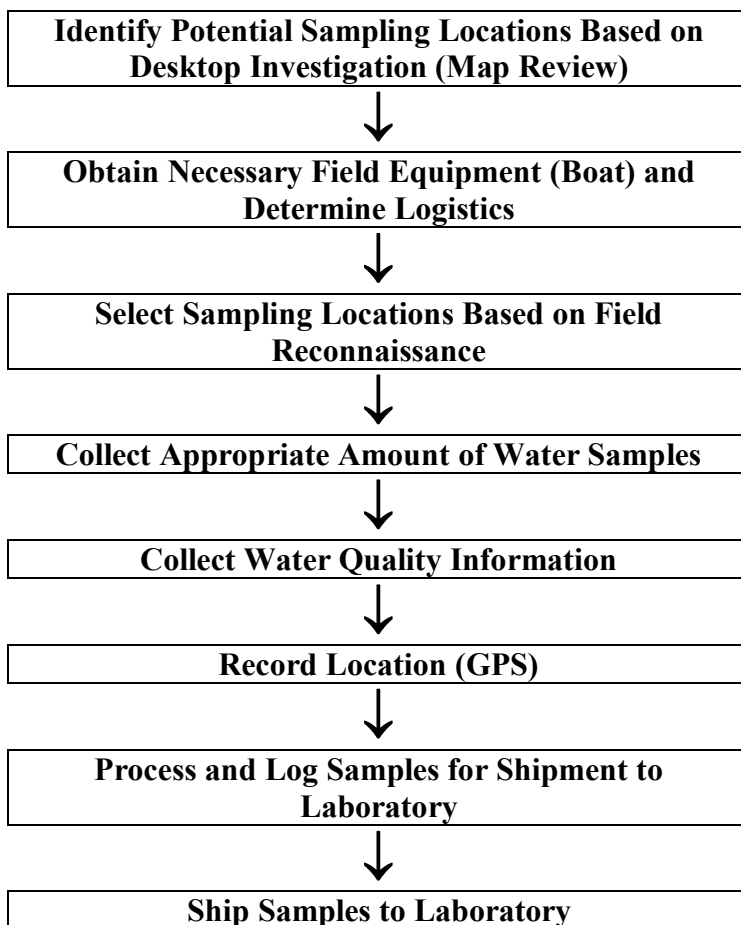 Identify Potential Sampling Locations Based on
Desktop Investigation (Map Review)
Obtain Necessary Field Equipment (Boat) and
Determine Logistics
Select Sampling Locations Based on Field
Reconnaissance
Collect Appropriate Amount of Water Samples
Collect Water Quality Information
Record Location (GPS)
Process and Log Samples for Shipment to
Laboratory
Ship Samples to Laboratory